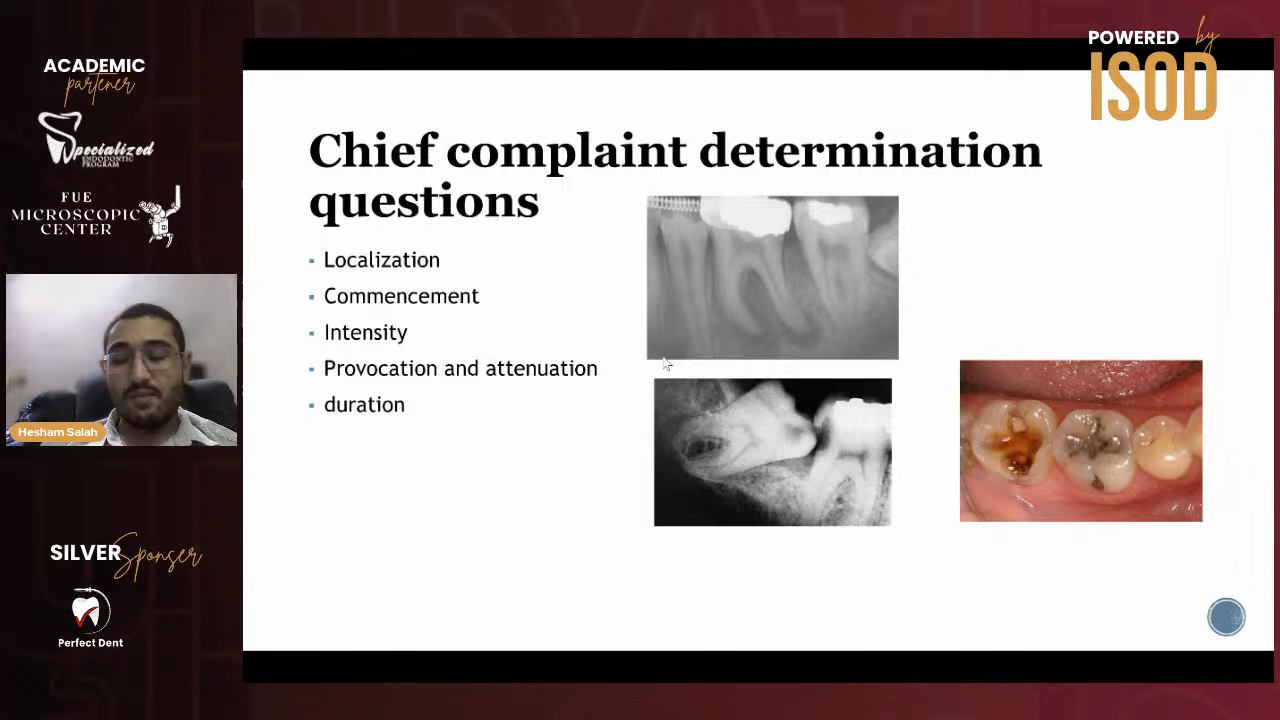 ACADEMIC
partener
Specialized
ENDODONTIC
PROGRAM
FUE
MICROSCOPIC
CENTER
Hesham Salah
SILVER
Sponser
Perfect Dent
POWERED by
ISOD
Chief complaint determination
questions
▪ Localization
▪ Commencement
▪ Intensity
▪ Provocation and attenuation
▪ duration